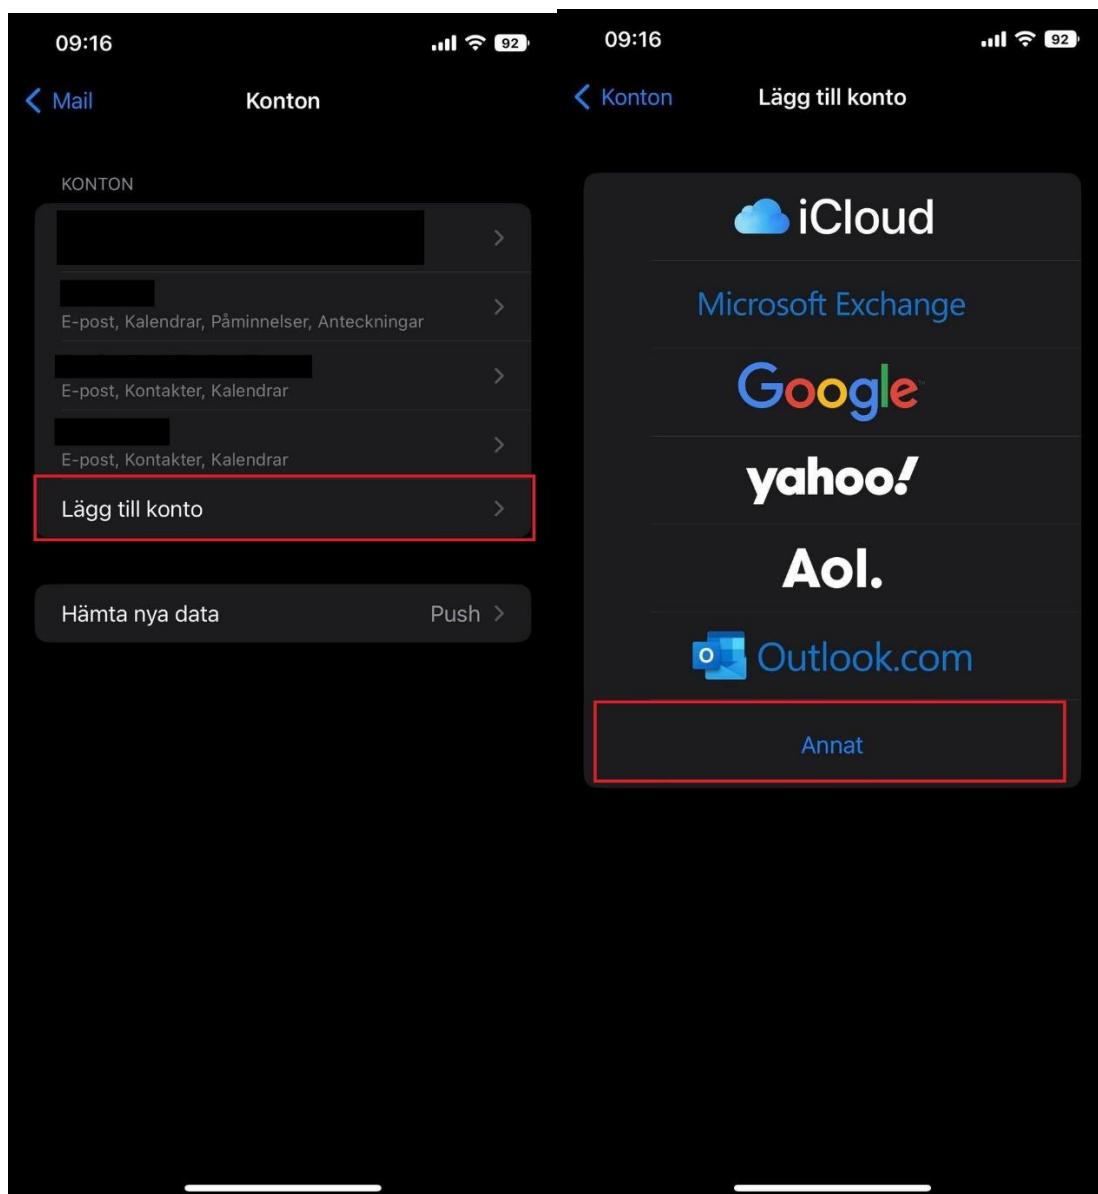 09:16
92
Mail
Konton
KONTON
E-post, Kalendrar, Påminnelser, Anteckningar
E-post, Kontakter, Kalendrar
E-post, Kontakter, Kalendrar
Lägg till konto
Hämta nya data
Push
09:16
92
Konton
Lägg till konto
iCloud
Microsoft Exchange
Google
yahoo!
Aol.
O Outlook.com
Annat